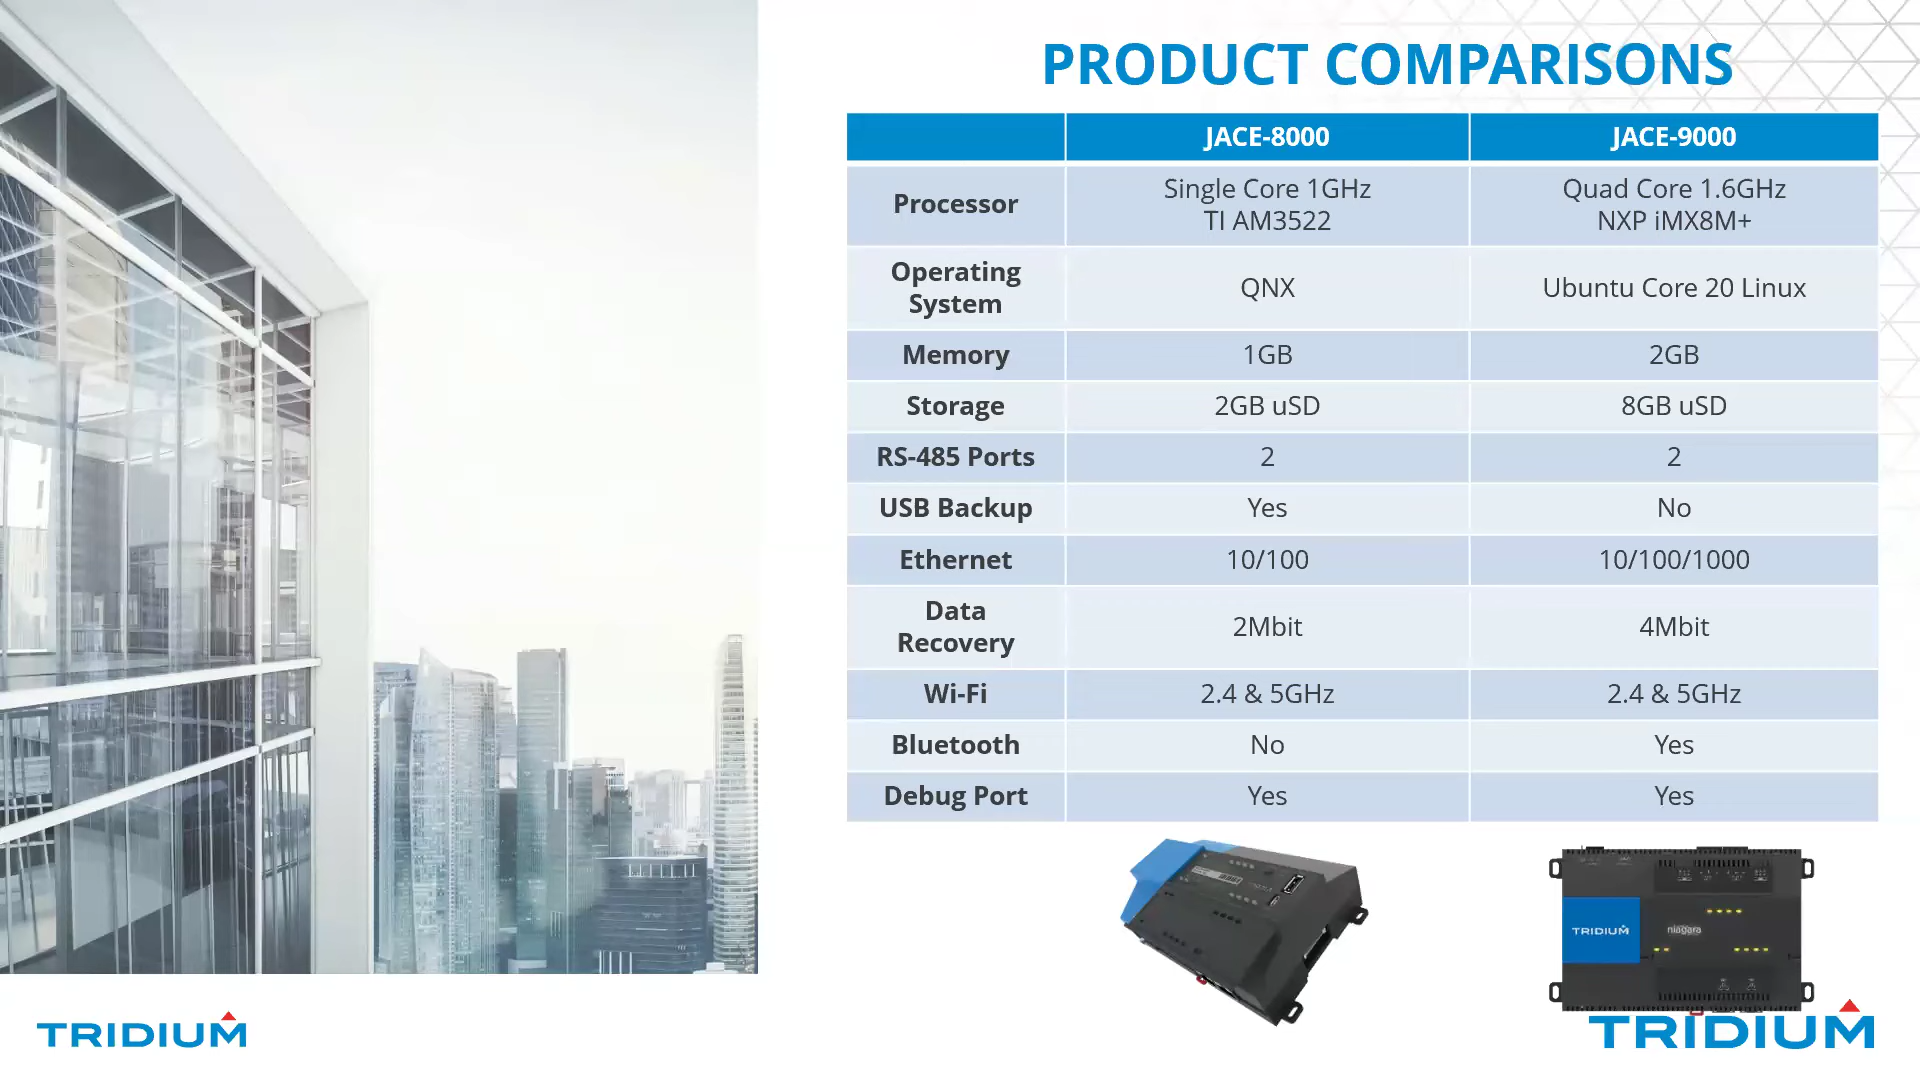 PRODUCT COMPARISONS
JACE-8000 JACE-9000
Processor Single Core 1GHz TI AM3522 Quad Core 1.6GHz NXP iMX8M+
Operating System QNX Ubuntu Core 20 Linux
Memory 1GB 2GB
Storage 2GB uSD 8GB uSD
RS-485 Ports 2 2
USB Backup Yes No
Ethernet 10/100 10/100/1000
Data Recovery 2Mbit 4Mbit
Wi-Fi 2.4 & 5GHz 2.4 & 5GHz
Bluetooth No Yes
Debug Port Yes Yes
TRIDIUM
niagara
TRIDIUM
TRIDIUM